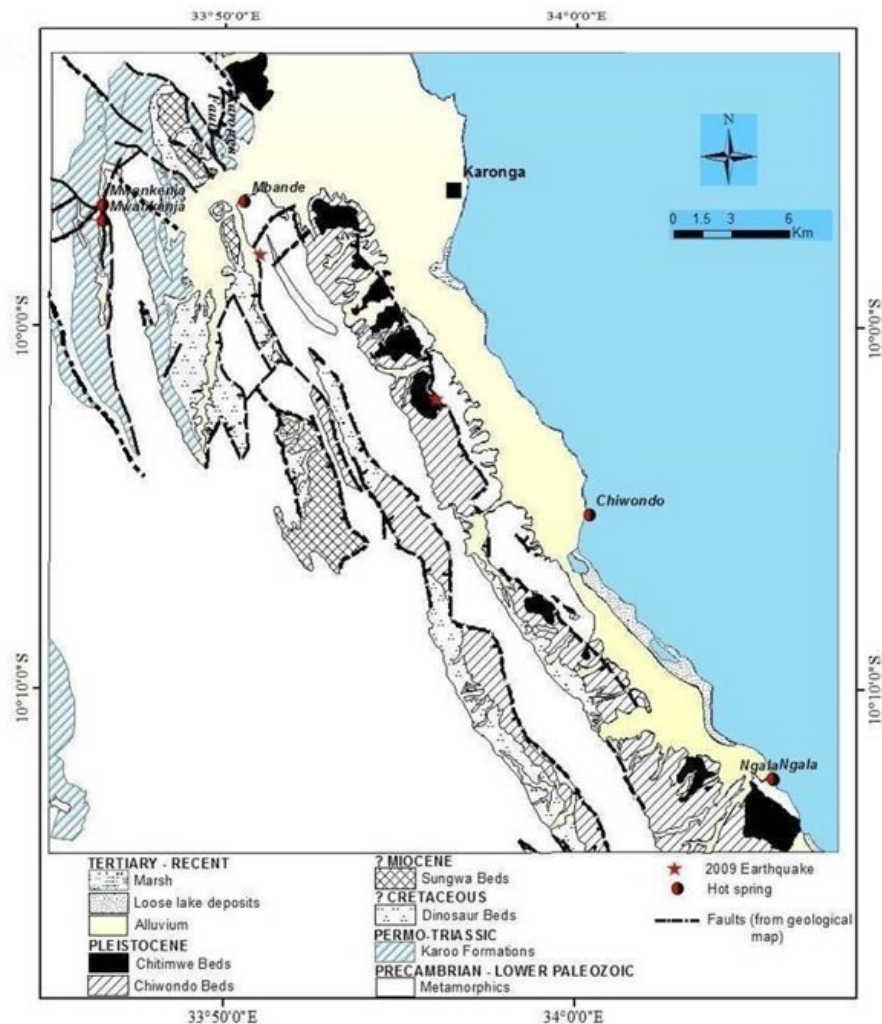 33°50'0"E
34°0'0"E
Karonga
Fault
N
Karonga
0 1.5 3 6
Km
Mbande
Mwankenja
Mwankenja
10°0'0"S
10°0'0"S
Chiwondo
10°10'0"S
10°10'0"S
Ngala Ngala
TERTIARY - RECENT
Marsh
Loose lake deposits
Alluvium
PLEISTOCENE
Chitimwe Beds
Chiwondo Beds
? MIOCENE
Sungwa Beds
? CRETACEOUS
Dinosaur Beds
PERMO-TRIASSIC
Karoo Formations
PRECAMBRIAN - LOWER PALEOZOIC
Metamorphics
2009 Earthquake
Hot spring
Faults (from geological
map)
33°50'0"E
34°0'0"E